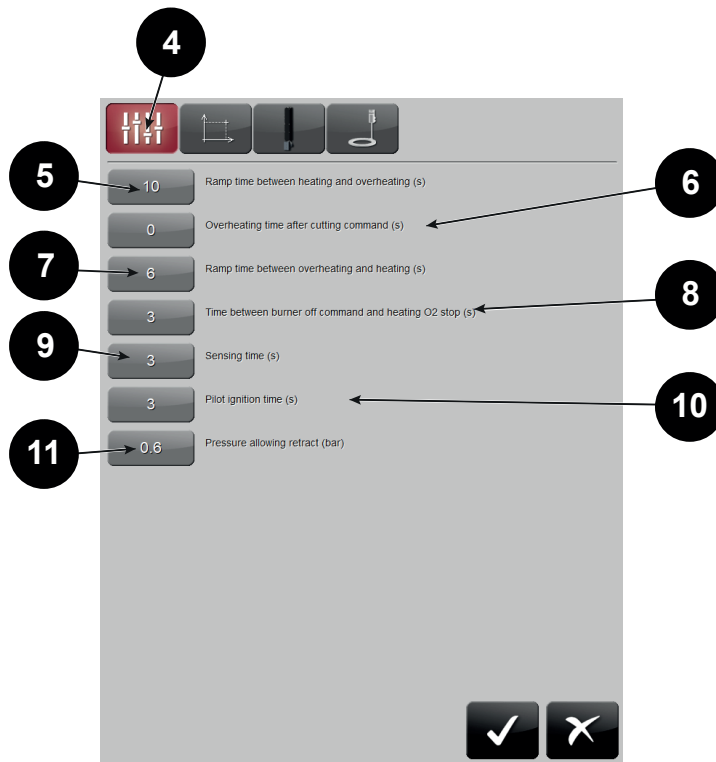 4
5
10
Ramp time between heating and overheating (s)
6
0
Overheating time after cutting command (s)
7
6
Ramp time between overheating and heating (s)
8
3
Time between burner off command and heating O2 stop (s)
9
3
Sensing time (s)
10
3
Pilot ignition time (s)
11
0.6
Pressure allowing retract (bar)